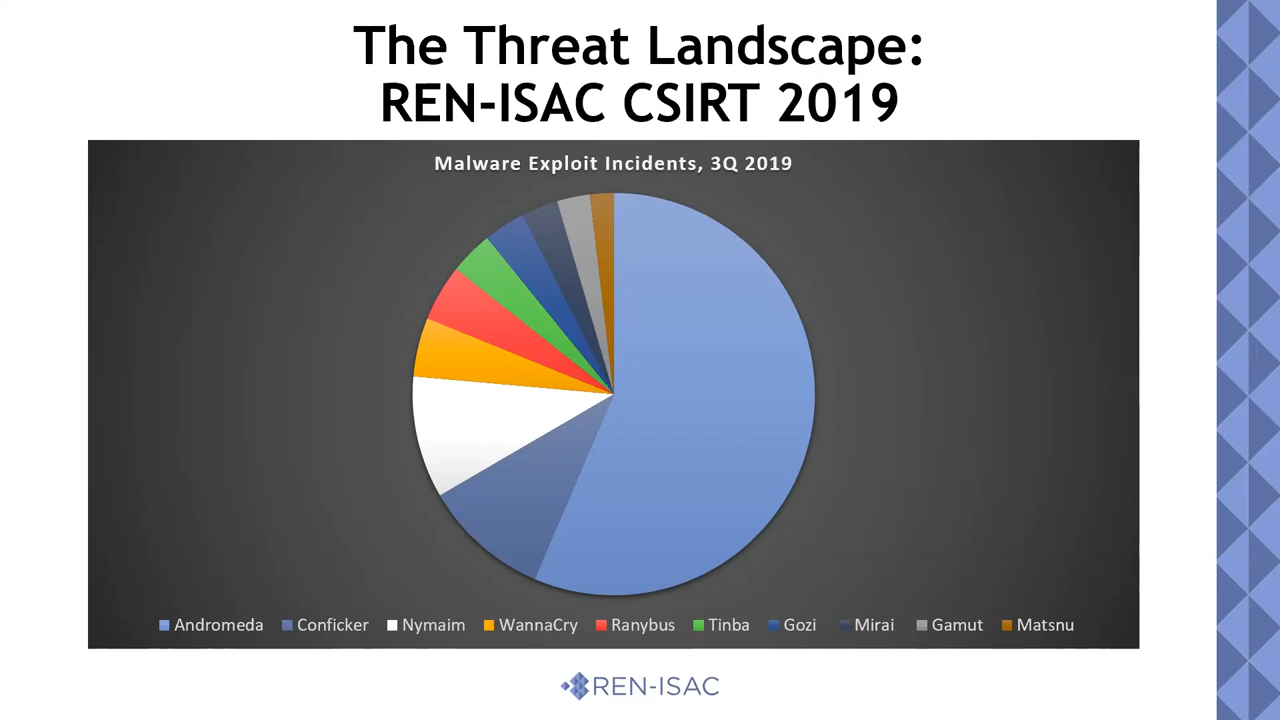 The Threat Landscape:
REN-ISAC CSIRT 2019
Malware Exploit Incidents, 3Q 2019
Andromeda Conficker Nymaim WannaCry Ranybus Tinba Gozi Mirai Gamut Matsnu
REN-ISAC